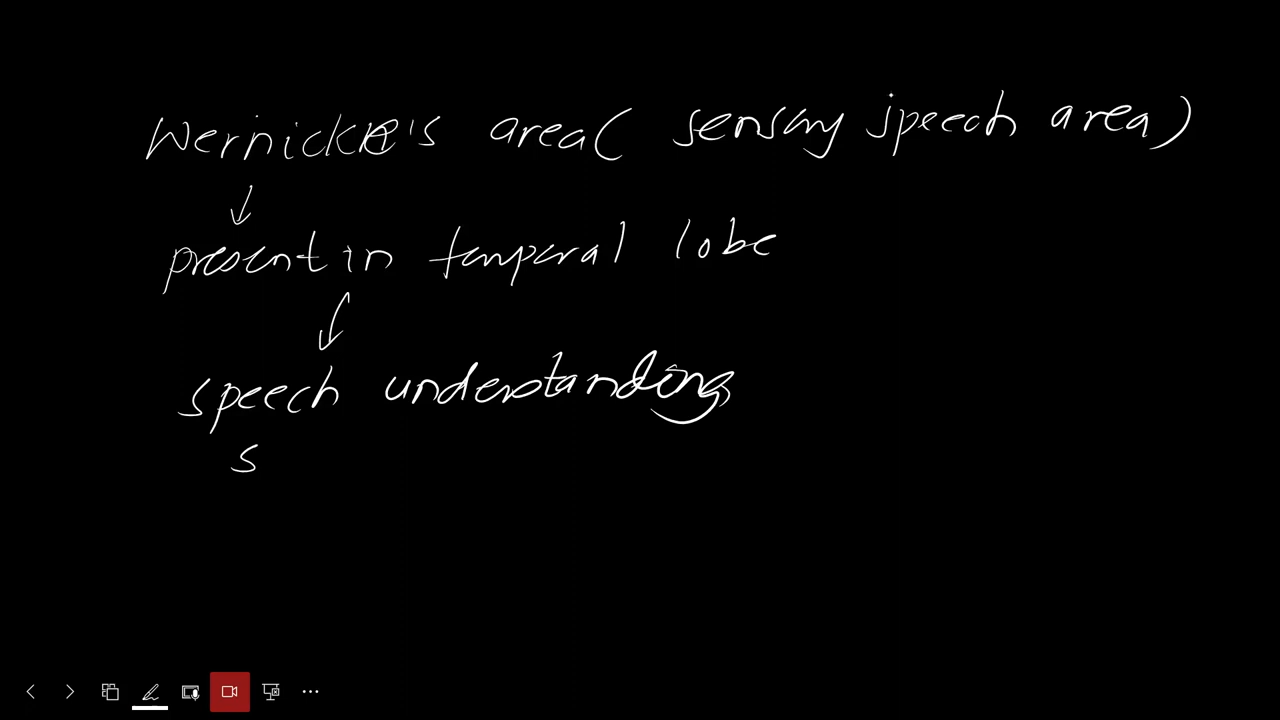 Wernicke's area( sensory speech area)
present in temporal lobe
speech understanding
s